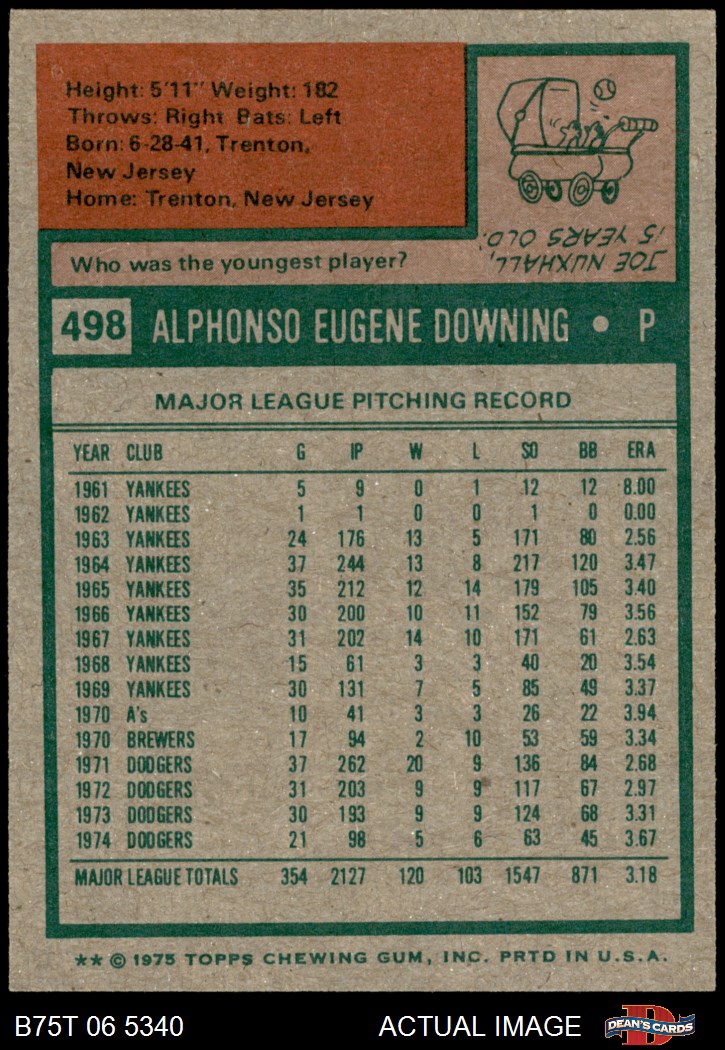 Height: 5'11" Weight: 182
Throws: Right Bats: Left
Born: 6-28-41, Trenton,
New Jersey
Home: Trenton, New Jersey
Who was the youngest player?
JOE NUXHALL,
15 YEARS OLD.
498 ALPHONSO EUGENE DOWNING • P
MAJOR LEAGUE PITCHING RECORD
YEAR CLUB G IP W L SO BB ERA
1961 YANKEES 5 9 0 1 12 12 8.00
1962 YANKEES 1 1 0 0 1 0 0.00
1963 YANKEES 24 176 13 5 171 80 2.56
1964 YANKEES 37 244 13 8 217 120 3.47
1965 YANKEES 35 212 12 14 179 105 3.40
1966 YANKEES 30 200 10 11 152 79 3.56
1967 YANKEES 31 202 14 10 171 61 2.63
1968 YANKEES 15 61 3 3 40 20 3.54
1969 YANKEES 30 131 7 5 85 49 3.37
1970 A's 10 41 3 3 26 22 3.94
1970 BREWERS 17 94 2 10 53 59 3.34
1971 DODGERS 37 262 20 9 136 84 2.68
1972 DODGERS 31 203 9 9 117 67 2.97
1973 DODGERS 30 193 9 9 124 68 3.31
1974 DODGERS 21 98 5 6 63 45 3.67
MAJOR LEAGUE TOTALS 354 2127 120 103 1547 871 3.18
** © 1975 TOPPS CHEWING GUM, INC. PRTD IN U.S.A.
B75T 06 5340 ACTUAL IMAGE D DEAN'S CARDS